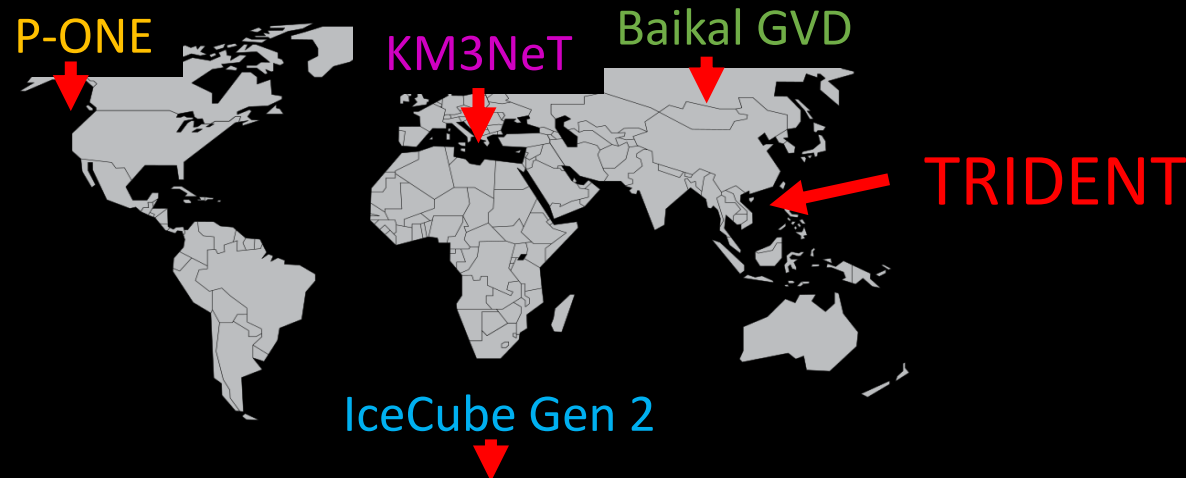 P-ONE
KM3NeT
Baikal GVD
TRIDENT
IceCube Gen 2